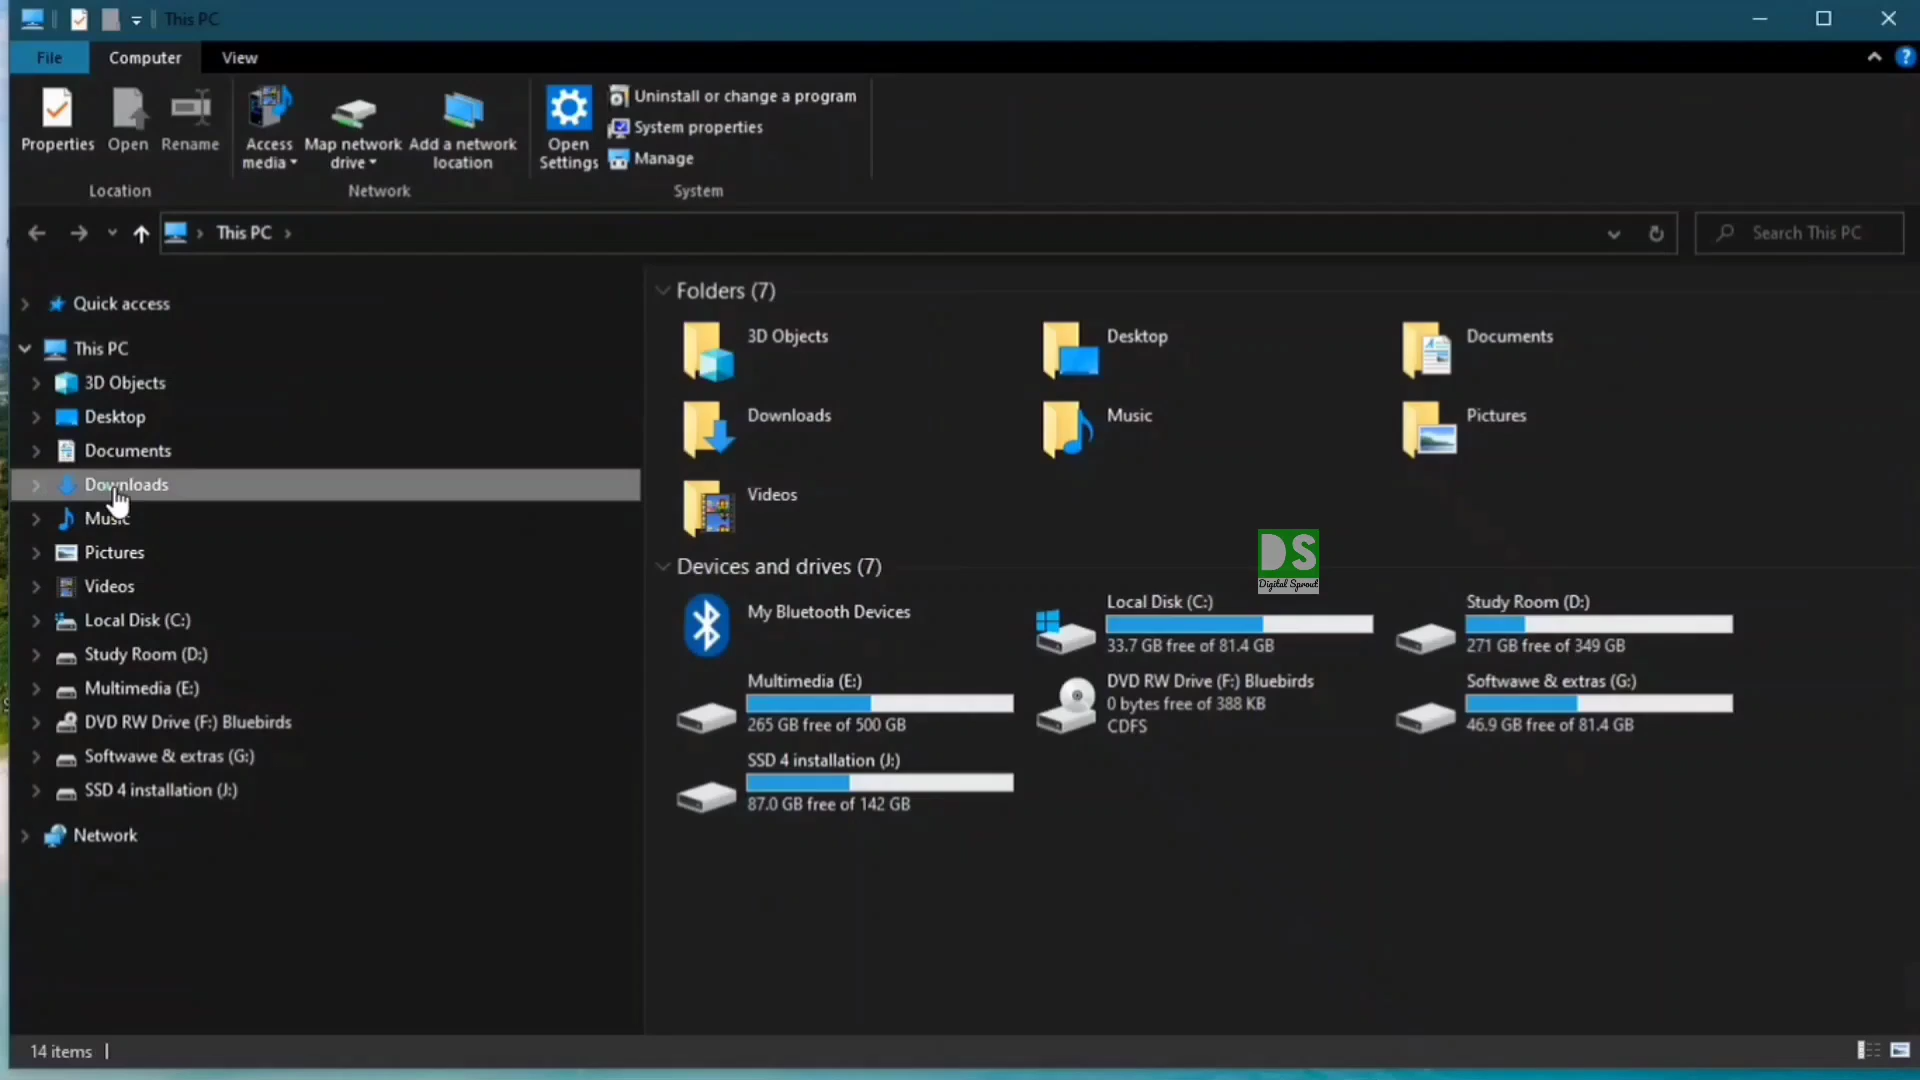 This PC
File
Computer
View
Properties
Open
Rename
Access
media
Map network
drive
Add a network
location
Open
Settings
Uninstall or change a program
System properties
Manage
Location
Network
System
This PC
Search This PC
Quick access
This PC
3D Objects
Desktop
Documents
Downloads
Music
Pictures
Videos
Local Disk (C:)
Study Room (D:)
Multimedia (E:)
DVD RW Drive (F:) Bluebirds
Softwawe & extras (G:)
SSD 4 installation (J:)
Network
Folders (7)
3D Objects
Desktop
Documents
Downloads
Music
Pictures
Videos
DS
Digital Sprout
Devices and drives (7)
My Bluetooth Devices
Local Disk (C:)
33.7 GB free of 81.4 GB
Study Room (D:)
271 GB free of 349 GB
Multimedia (E:)
265 GB free of 500 GB
DVD RW Drive (F:) Bluebirds
0 bytes free of 388 KB
CDFS
Softwawe & extras (G:)
46.9 GB free of 81.4 GB
SSD 4 installation (J:)
87.0 GB free of 142 GB
14 items